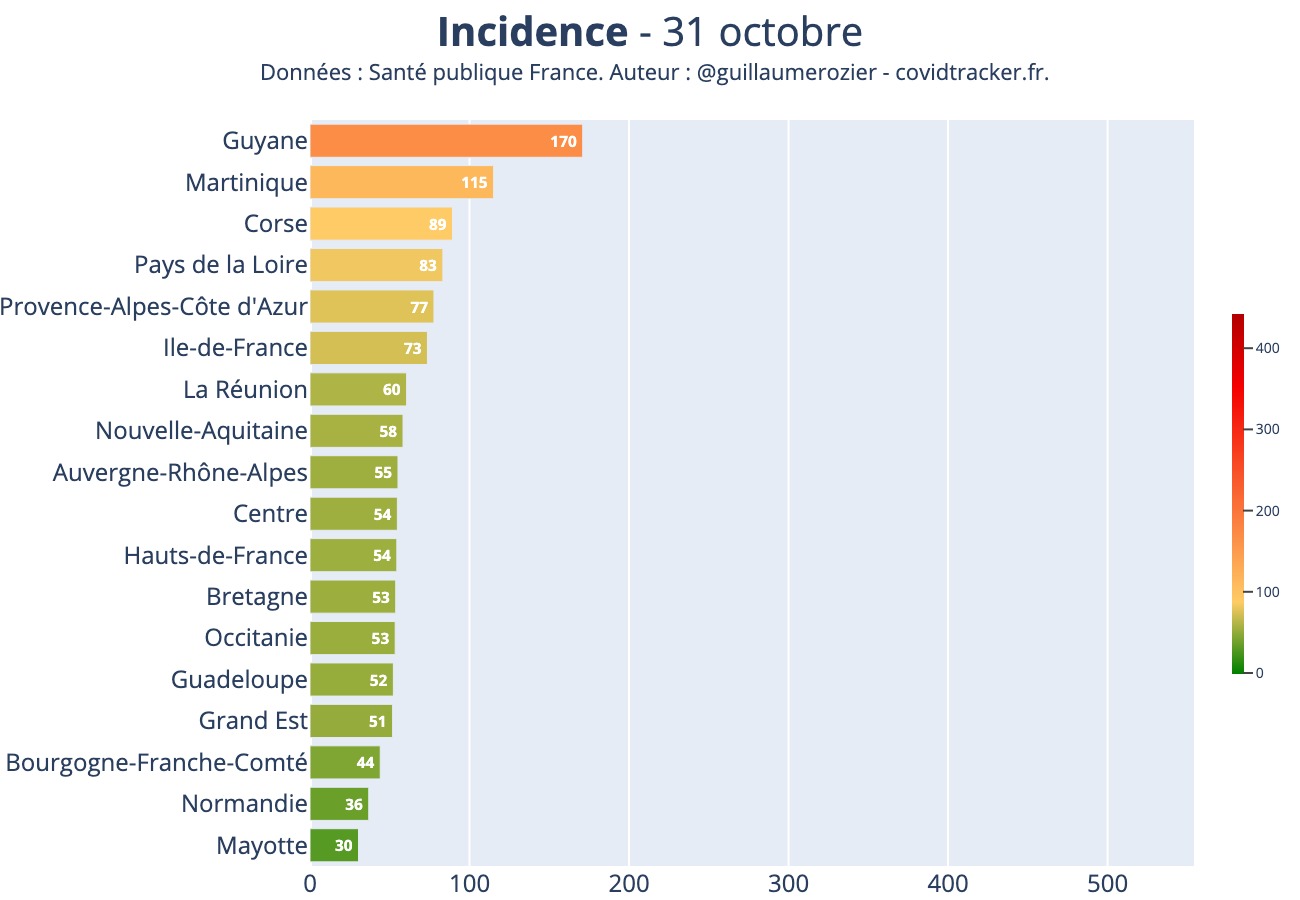 Incidence - 31 octobre
Données : Santé publique France. Auteur : @guillaumerozier - covidtracker.fr.
Guyane 170
Martinique 115
Corse 89
Pays de la Loire 83
Provence-Alpes-Côte d'Azur 77
Ile-de-France 73
La Réunion 60
Nouvelle-Aquitaine 58
Auvergne-Rhône-Alpes 55
Centre 54
Hauts-de-France 54
Bretagne 53
Occitanie 53
Guadeloupe 52
Grand Est 51
Bourgogne-Franche-Comté 44
Normandie 36
Mayotte 30
0 100 200 300 400 500
400
300
200
100
0